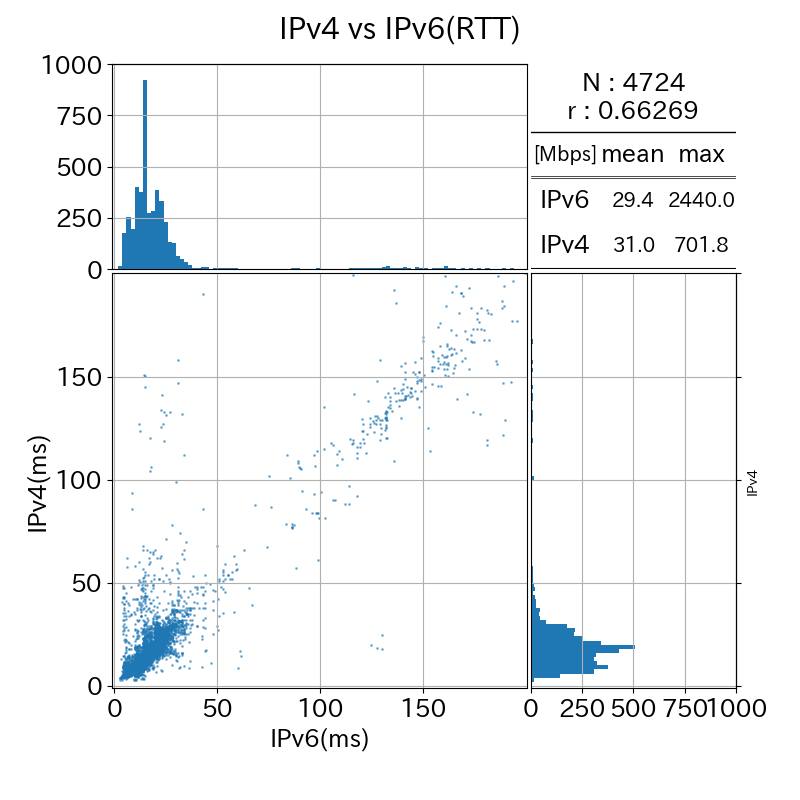 IPv4 vs IPv6(RTT)
1000
750
500
250
0
N : 4724
r : 0.66269
[Mbps] mean max
IPv6 29.4 2440.0
IPv4 31.0 701.8
150
100
50
0
IPv4(ms)
0 50 100 150
IPv6(ms)
0 250 500 750 1000
IPv4